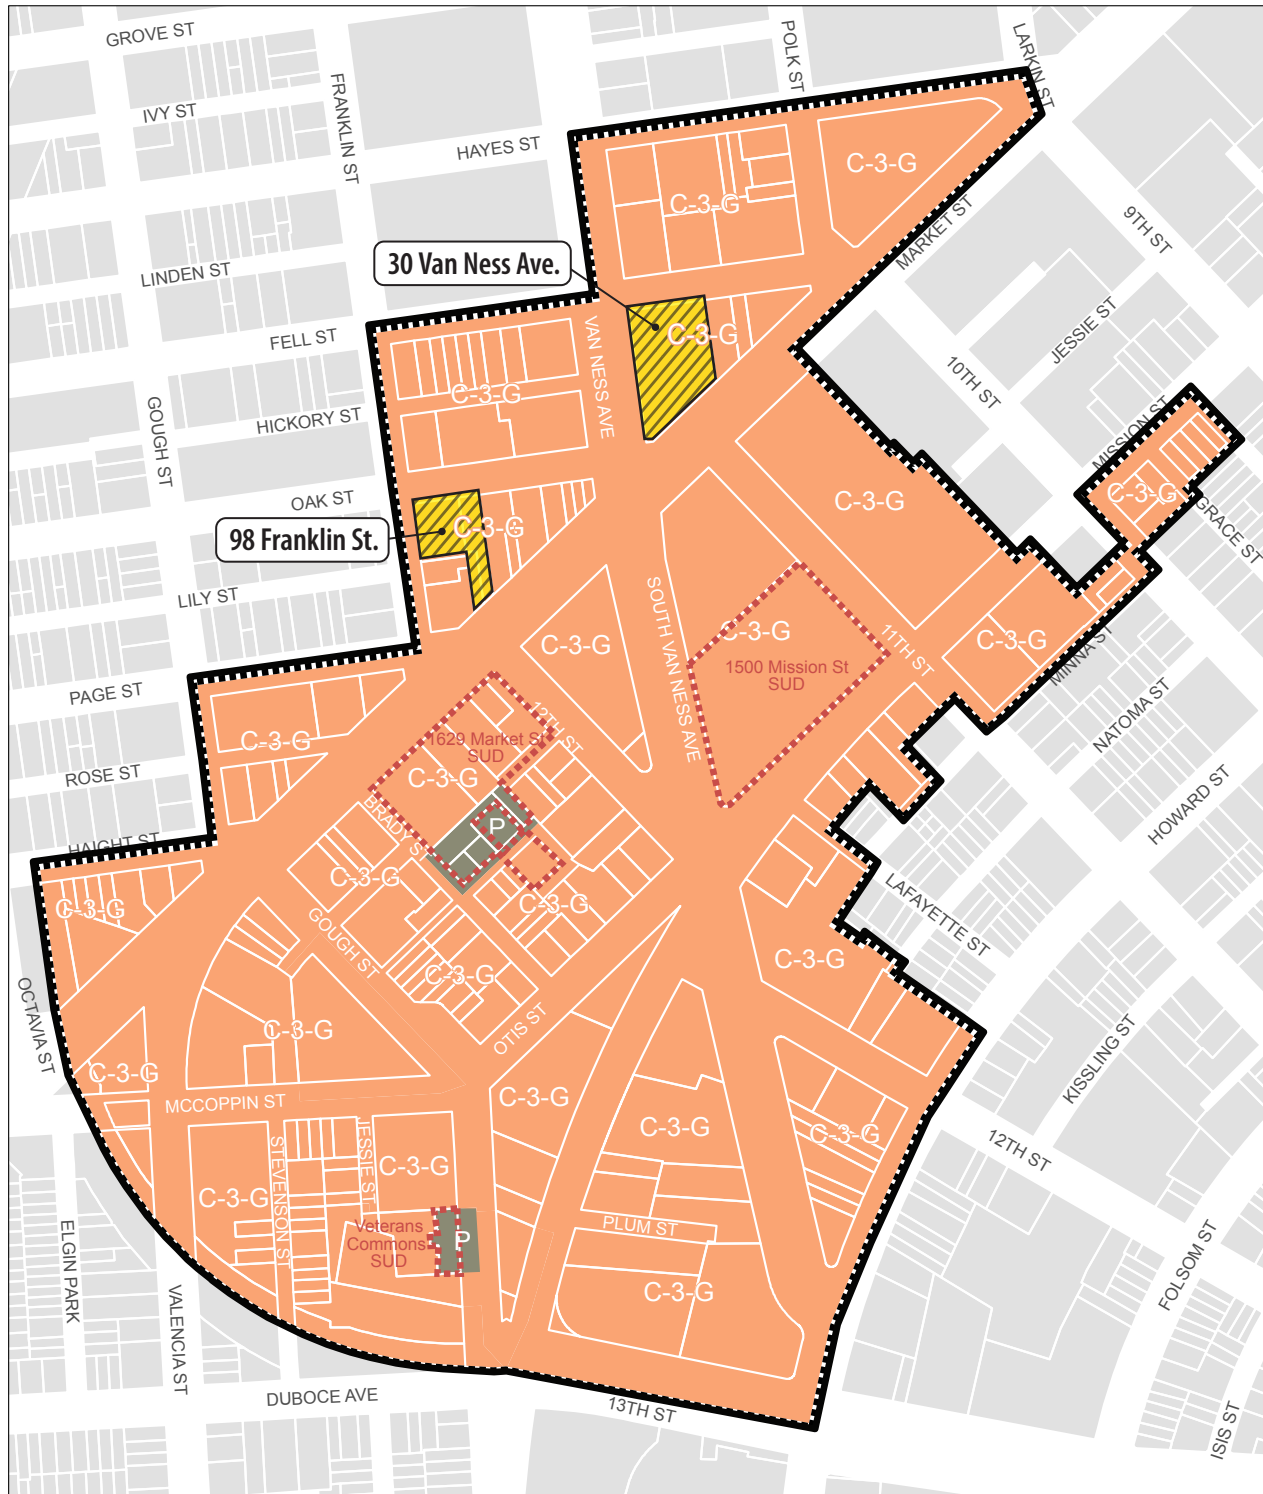 GROVE ST
POLK ST
LARKIN ST
IVY ST
FRANKLIN ST
HAYES ST
C-3-G
C-3-G
9TH ST
MARKET ST
30 Van Ness Ave.
LINDEN ST
JESSIE ST
FELL ST
VAN NESS AVE
C-3-G
10TH ST
C-3-G
HICKORY ST
GOUGH ST
MISSION ST
C-3-G
OAK ST
C-3-G
GRACE ST
98 Franklin St.
C-3-G
LILY ST
C-3-G
SOUTH VAN NESS AVE
C-3-G
1500 Mission St
SUD
11TH ST
C-3-G
MINNA ST
PAGE ST
NATOMA ST
12TH ST
C-3-G
1629 Market St
SUD
C-3-G
ROSE ST
HOWARD ST
BRADY ST
P
HAIGHT ST
C-3-G
C-3-G
C-3-G
LAFAYETTE ST
GOUGH ST
C-3-G
C-3-G
OCTAVIA ST
C-3-G
OTIS ST
KISSLING ST
C-3-G
MCCOPPIN ST
C-3-G
C-3-G
C-3-G
12TH ST
JESSIE ST
C-3-G
STEVENSON ST
C-3-G
Veterans
Commons
SUD
P
PLUM ST
ELGIN PARK
FOLSOM ST
C-3-G
VALENCIA ST
DUBOCE AVE
13TH ST
ISIS ST